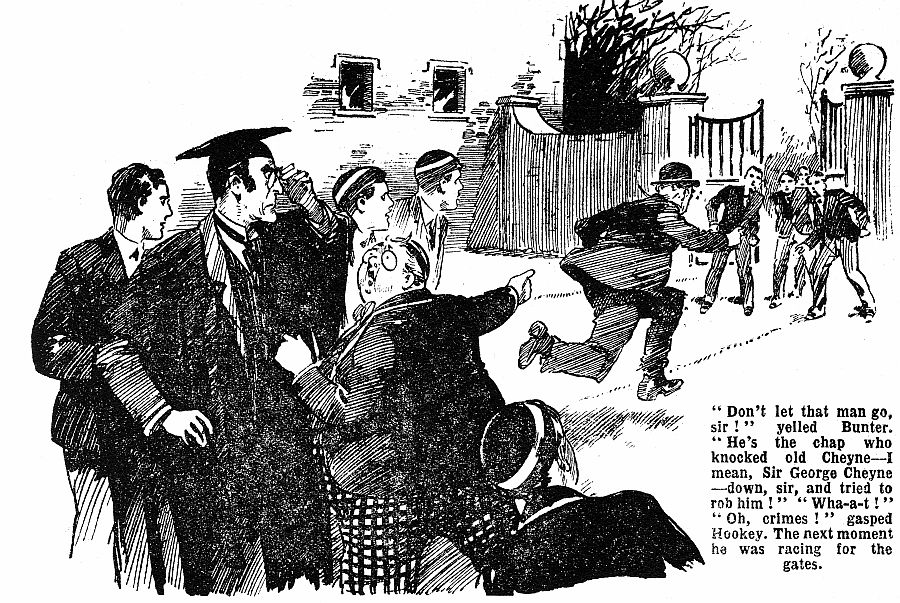 “ Don't let that man go,
sir ! ” yelled Bunter.
“ He's the chap who
knocked old Cheyne—I
mean, Sir George Cheyne
—down, sir, and tried to
rob him ! ” “ Wha-a-t ! ”
“ Oh, crimes ! ” gasped
Hookey. The next moment
he was racing for the
gates.